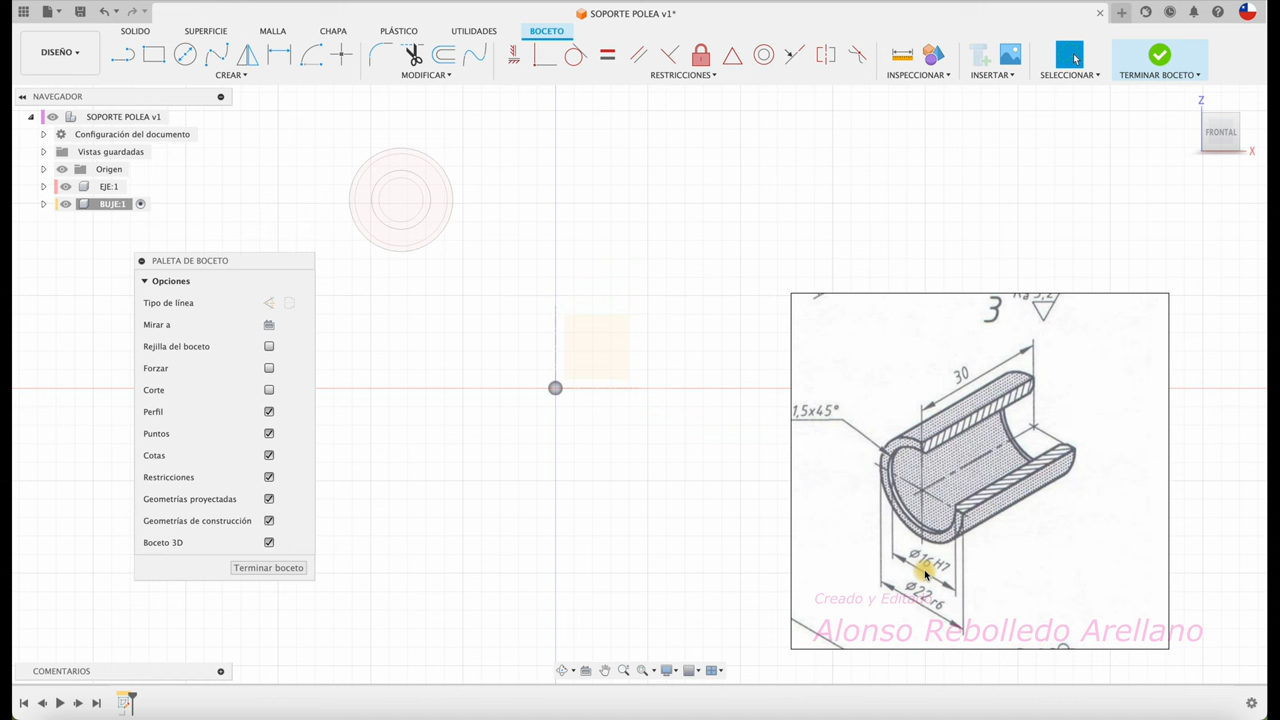 SOPORTE POLEA v1*
DISEÑO
SOLIDO
SUPERFICIE
MALLA
CHAPA
PLÁSTICO
UTILIDADES
BOCETO
CREAR
MODIFICAR
RESTRICCIONES
INSPECCIONAR
INSERTAR
SELECCIONAR
TERMINAR BOCETO
NAVEGADOR
SOPORTE POLEA v1
Configuración del documento
Vistas guardadas
Origen
EJE:1
BUJE:1
Z
FRONTAL
X
PALETA DE BOCETO
Opciones
Tipo de línea
Mirar a
Rejilla del boceto
Forzar
Corte
Perfil
Puntos
Cotas
Restricciones
Geometrías proyectadas
Geometrías de construcción
Boceto 3D
Terminar boceto
3
Ra 3,2
30
1,5x45°
Ø16H7
Ø22r6
Alonso Rebolledo Arellano
COMENTARIOS